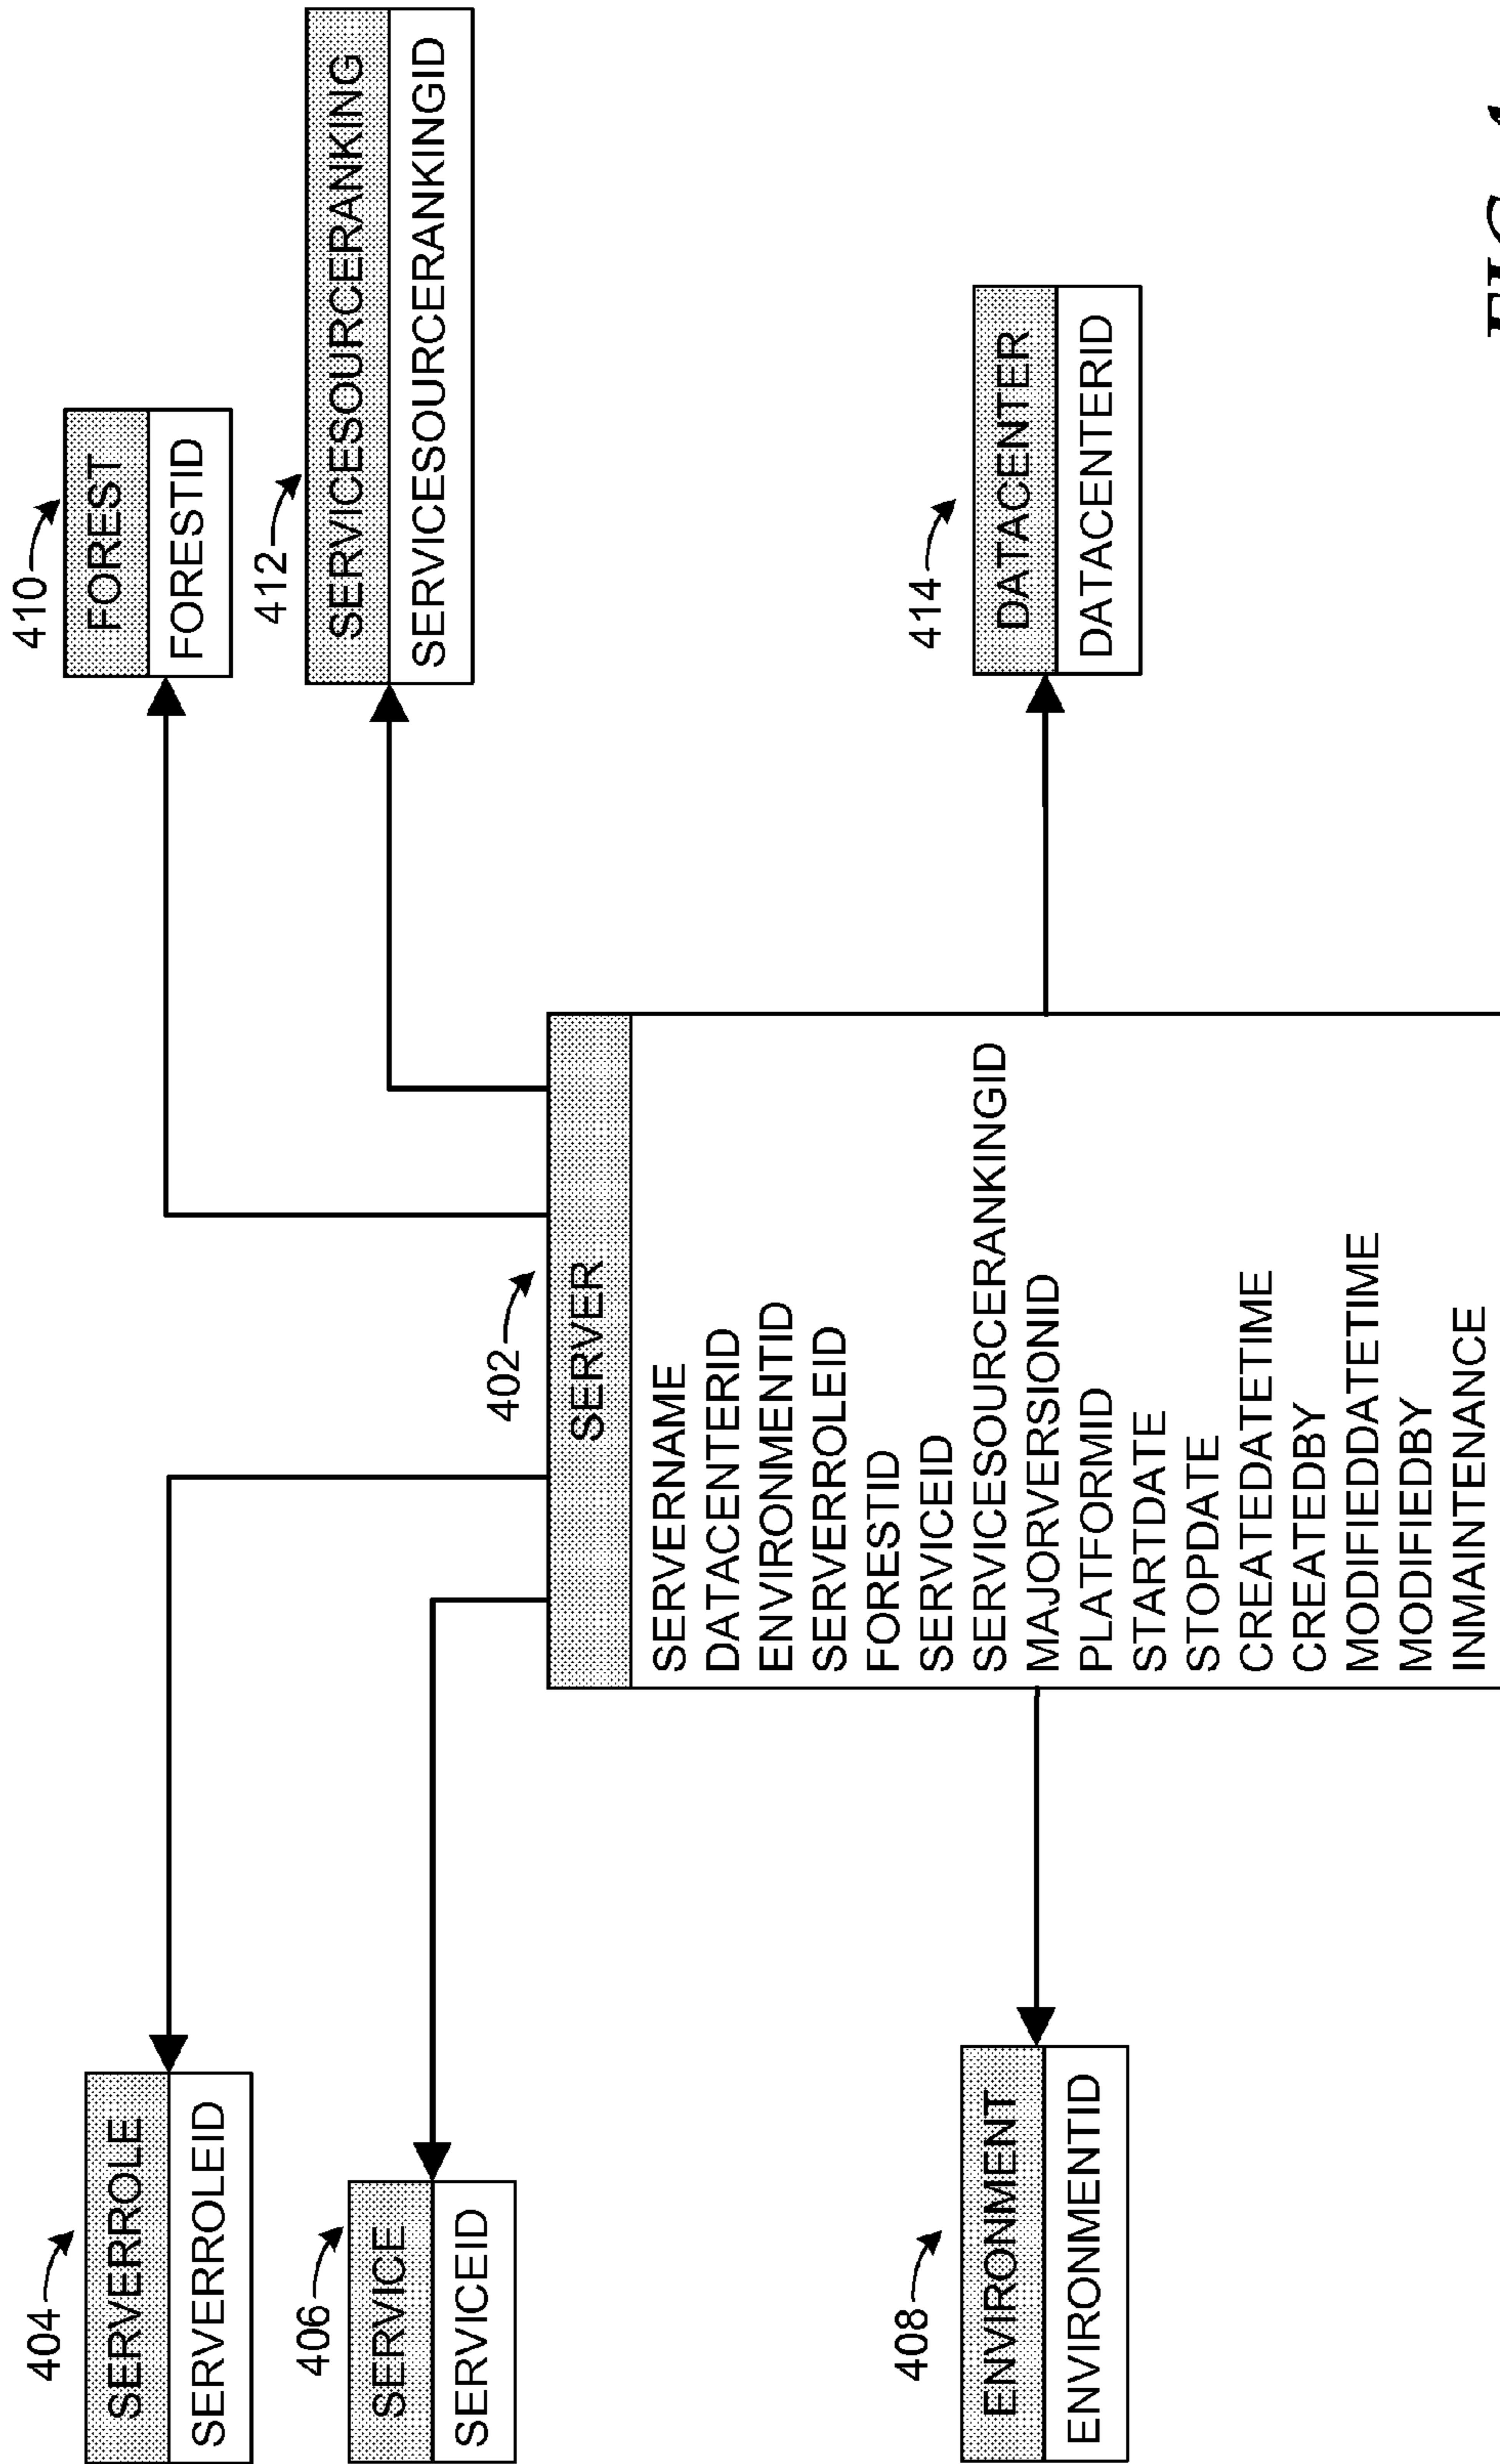 404
SERVERROLE
SERVERROLEID
406
SERVICE
SERVICEID
408
ENVIRONMENT
ENVIRONMENTID
402
SERVER
SERVERNAME
DATACENTERID
ENVIRONMENTID
SERVERROLEID
FORESTID
SERVICEID
SERVICESOURCERANKINGID
MAJORVERSIONID
PLATFORMID
STARTDATE
STOPDATE
CREATEDATETIME
CREATEDBY
MODIFIEDDATETIME
MODIFIEDBY
INMAINTENANCE
410
FOREST
FORESTID
412
SERVICESOURCERANKING
SERVICESOURCERANKINGID
414
DATACENTER
DATACENTERID